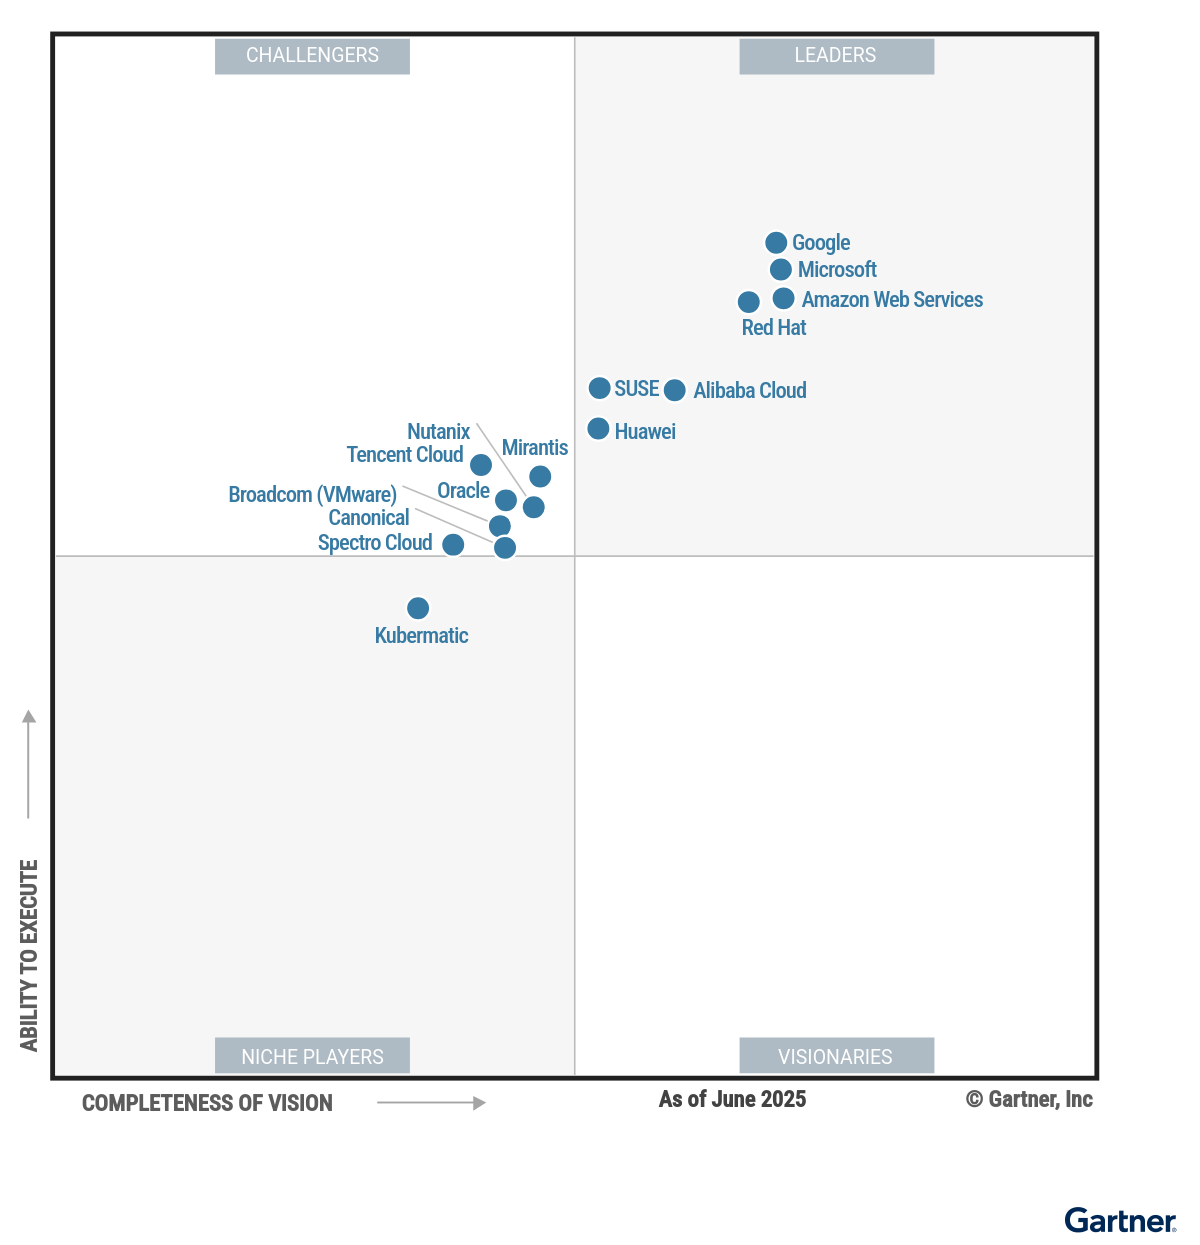 CHALLENGERS
LEADERS
Google
Microsoft
Amazon Web Services
Red Hat
SUSE
Alibaba Cloud
Huawei
Nutanix
Mirantis
Tencent Cloud
Oracle
Broadcom (VMware)
Canonical
Spectro Cloud
Kubermatic
ABILITY TO EXECUTE
NICHE PLAYERS
VISIONARIES
COMPLETENESS OF VISION
As of June 2025
© Gartner, Inc
Gartner®